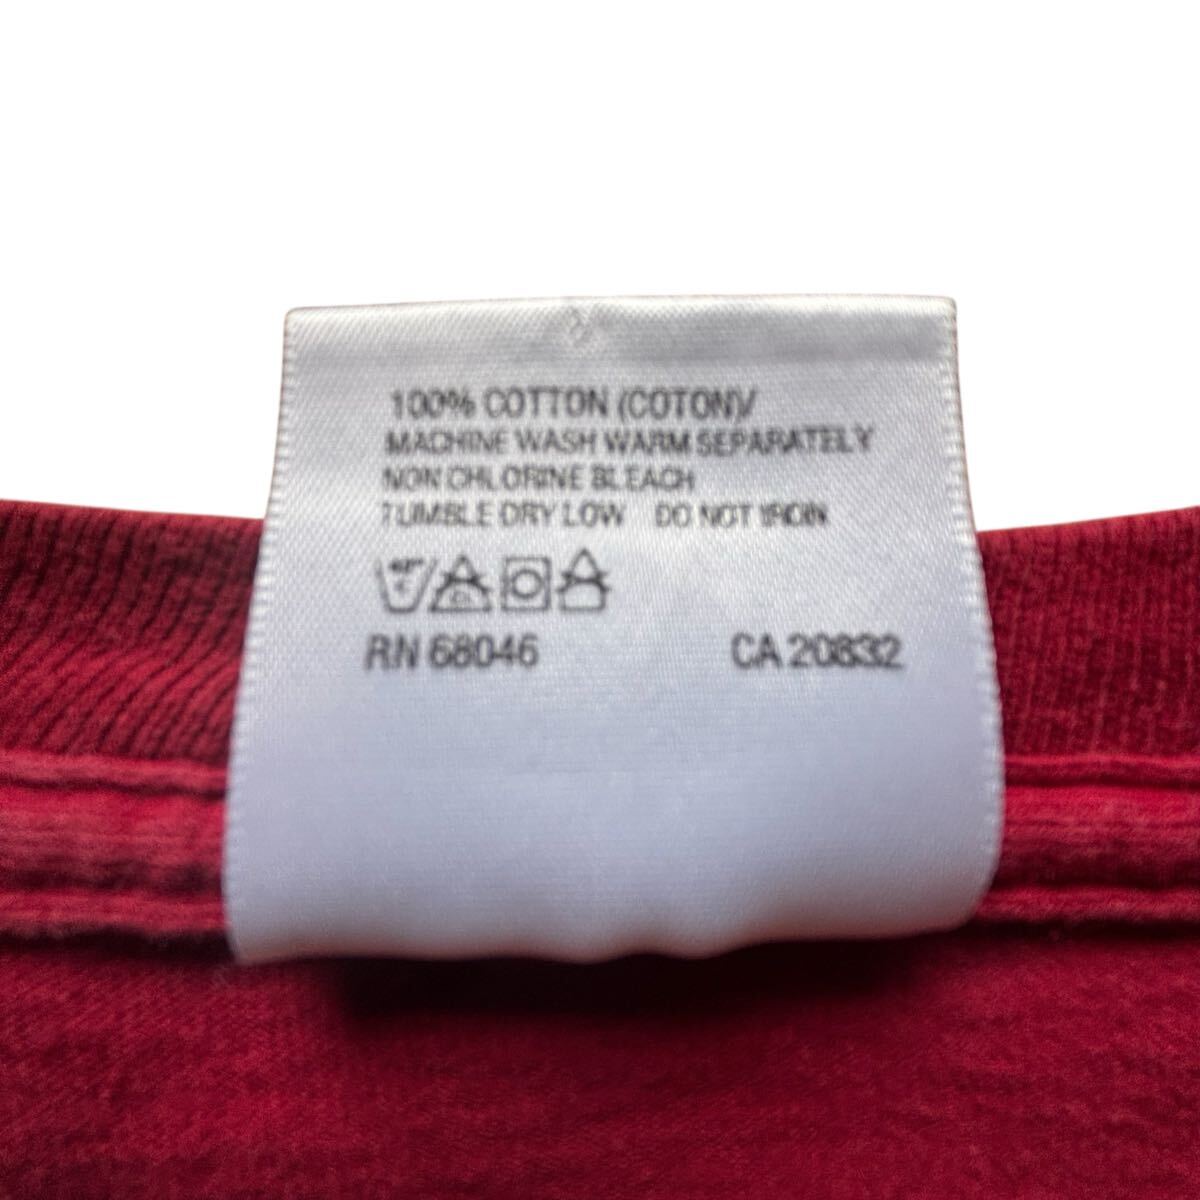 100% COTTON (COTON)/
MACHINE WASH WARM SEPARATELY
NON CHLORINE BLEACH
TUMBLE DRY LOW DO NOT IRON
RN 68046 CA 20832